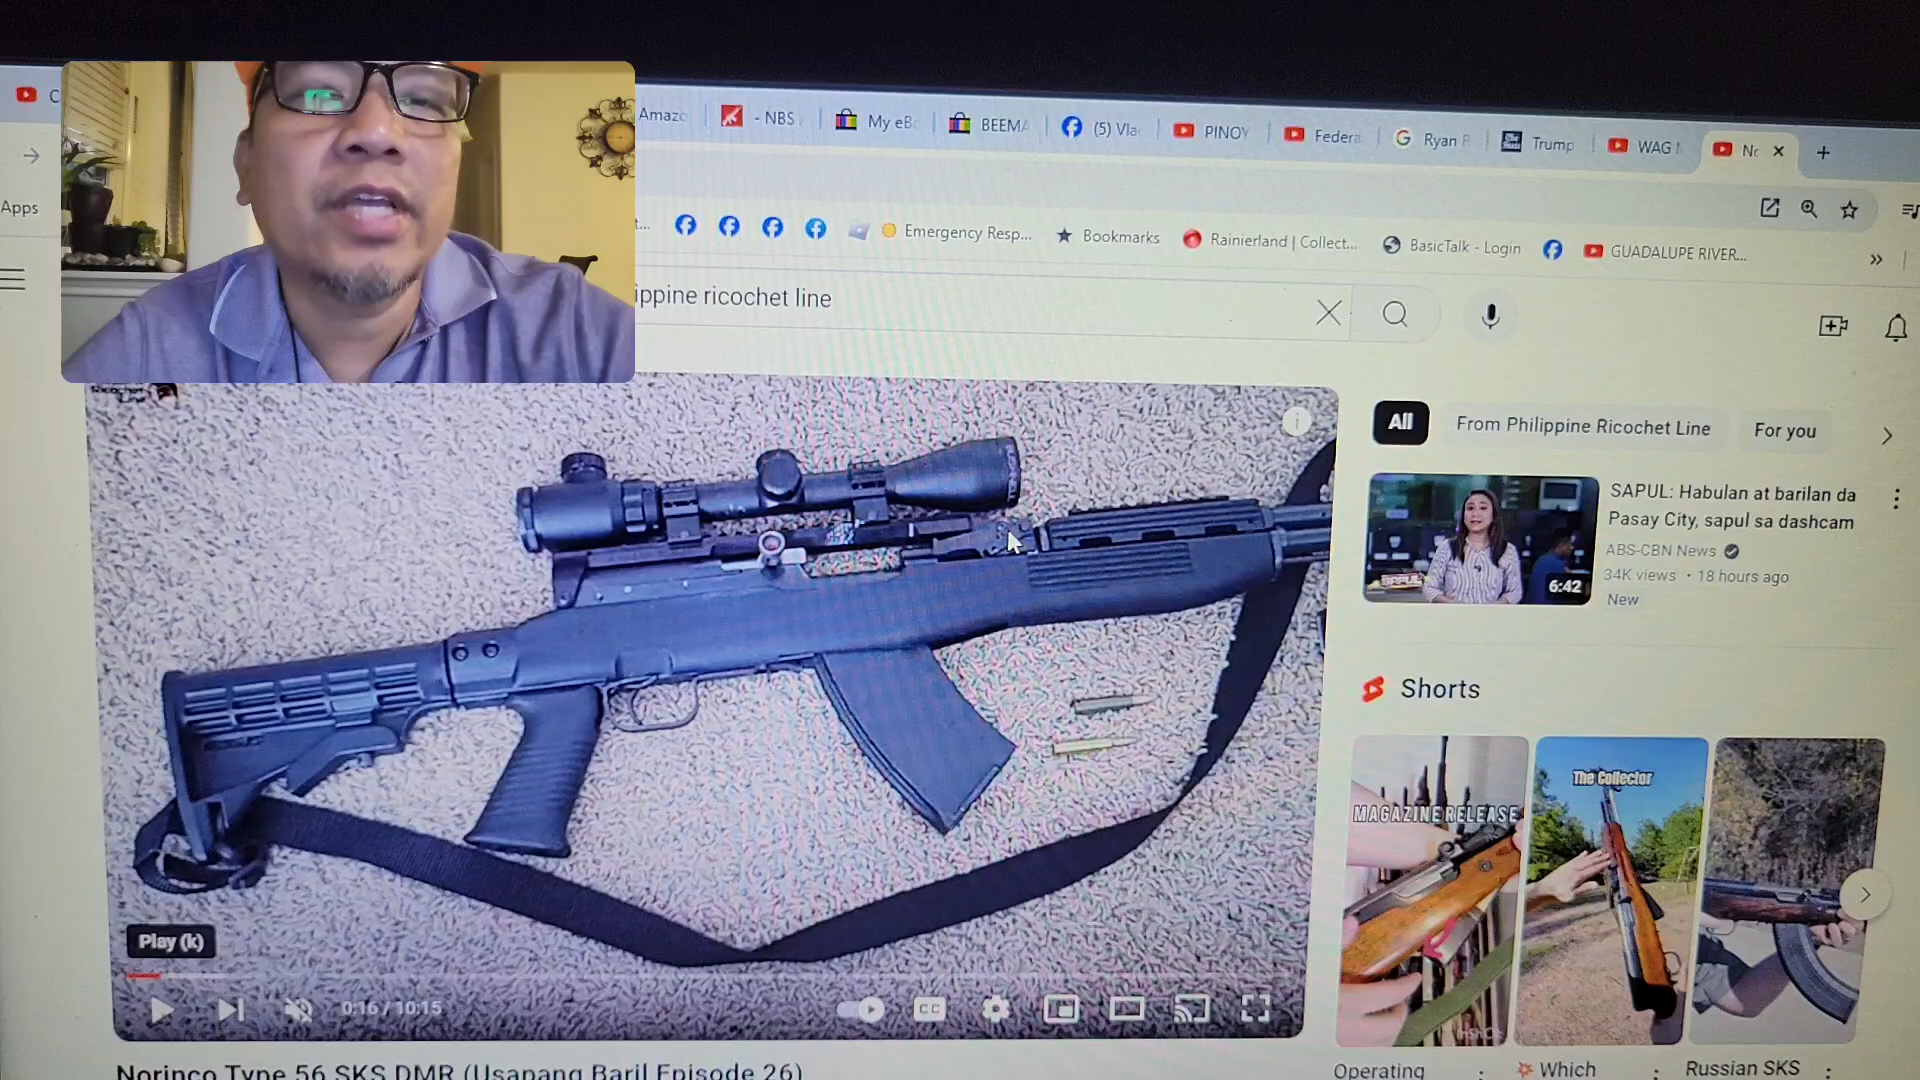 Amazo
- NBS
My eB
BEEMA
(5) Vla
PINOY
Federa
Ryan R
Trump
WAG
Nc
Apps
Emergency Resp...
Bookmarks
Rainierland | Collect...
BasicTalk - Login
GUADALUPE RIVER...
ippine ricochet line
All
From Philippine Ricochet Line
For you
SAPUL: Habulan at barilan da
Pasay City, sapul sa dashcam
ABS-CBN News
34K views • 18 hours ago
New
6:42
Shorts
MAGAZINE RELEASE
The Collector
InShO
Play (k)
0:16 / 10:15
CC
Norinco Type 56 SKS DMR (Usapang Baril Episode 26)
Operating
Which
Russian SKS